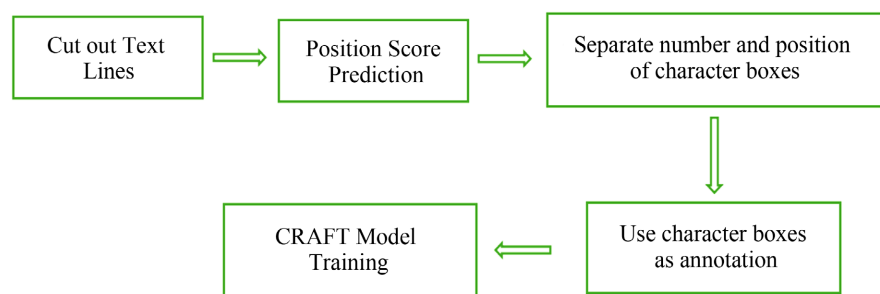 Cut out Text
Lines
Position Score
Prediction
Separate number and position
of character boxes
Use character boxes
as annotation
CRAFT Model
Training